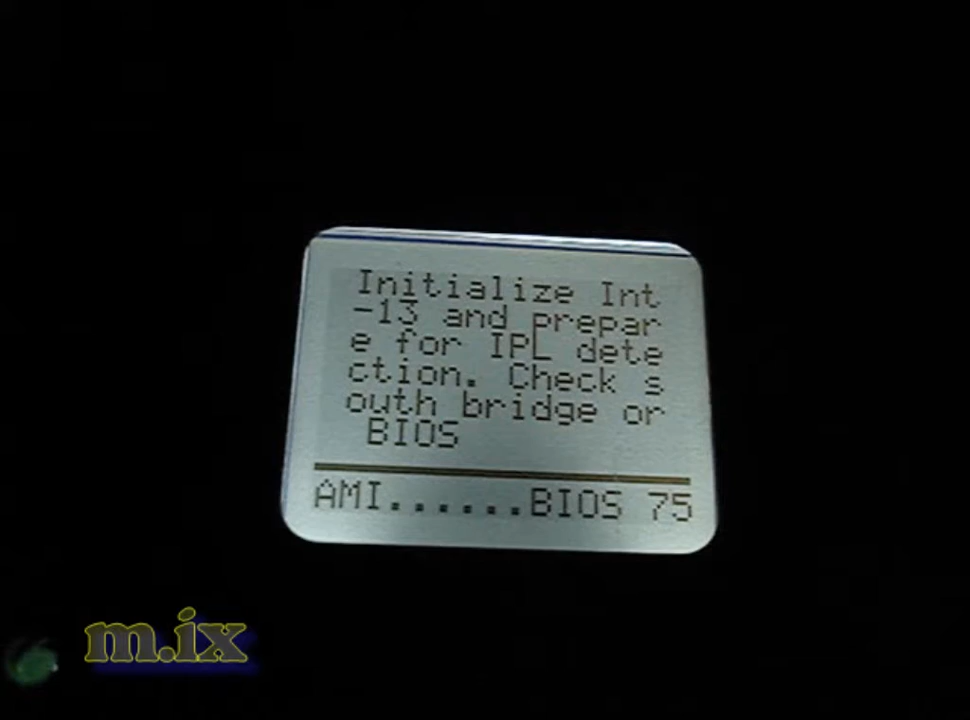 Initialize Int
-13 and prepar
e for IPL dete
ction. Check s
outh bridge or
BIOS
AMI......BIOS 75
m.ix